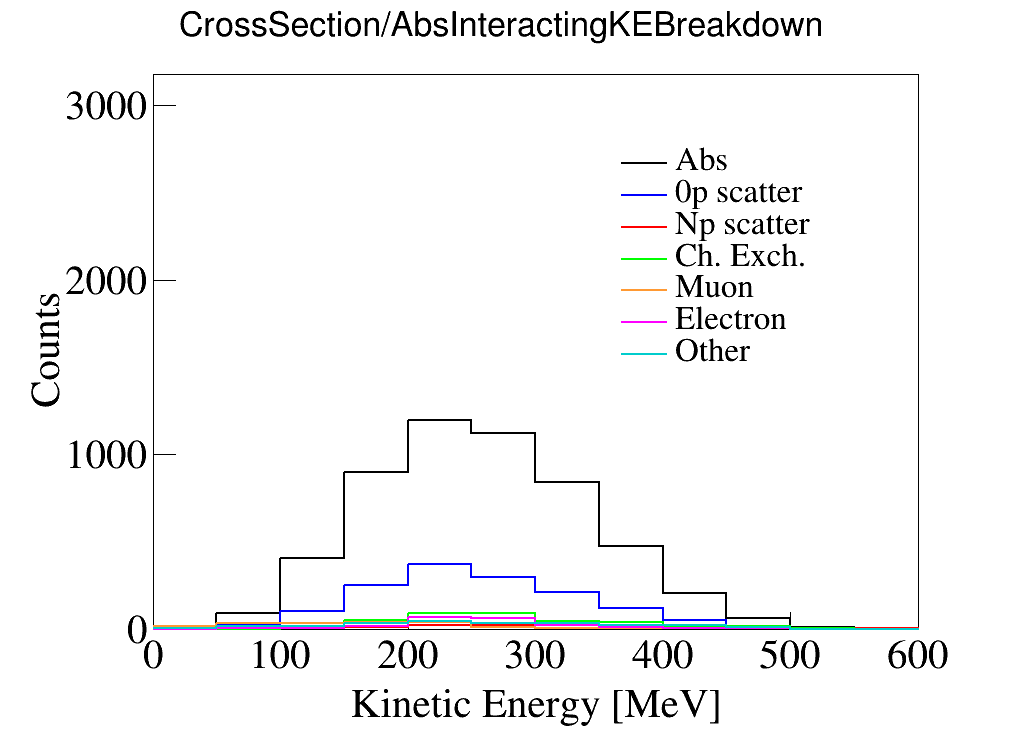 CrossSection/AbsInteractingKEBreakdown
3000
2000
1000
0
Counts
Abs
0p scatter
Np scatter
Ch. Exch.
Muon
Electron
Other
0 100 200 300 400 500 600
Kinetic Energy [MeV]